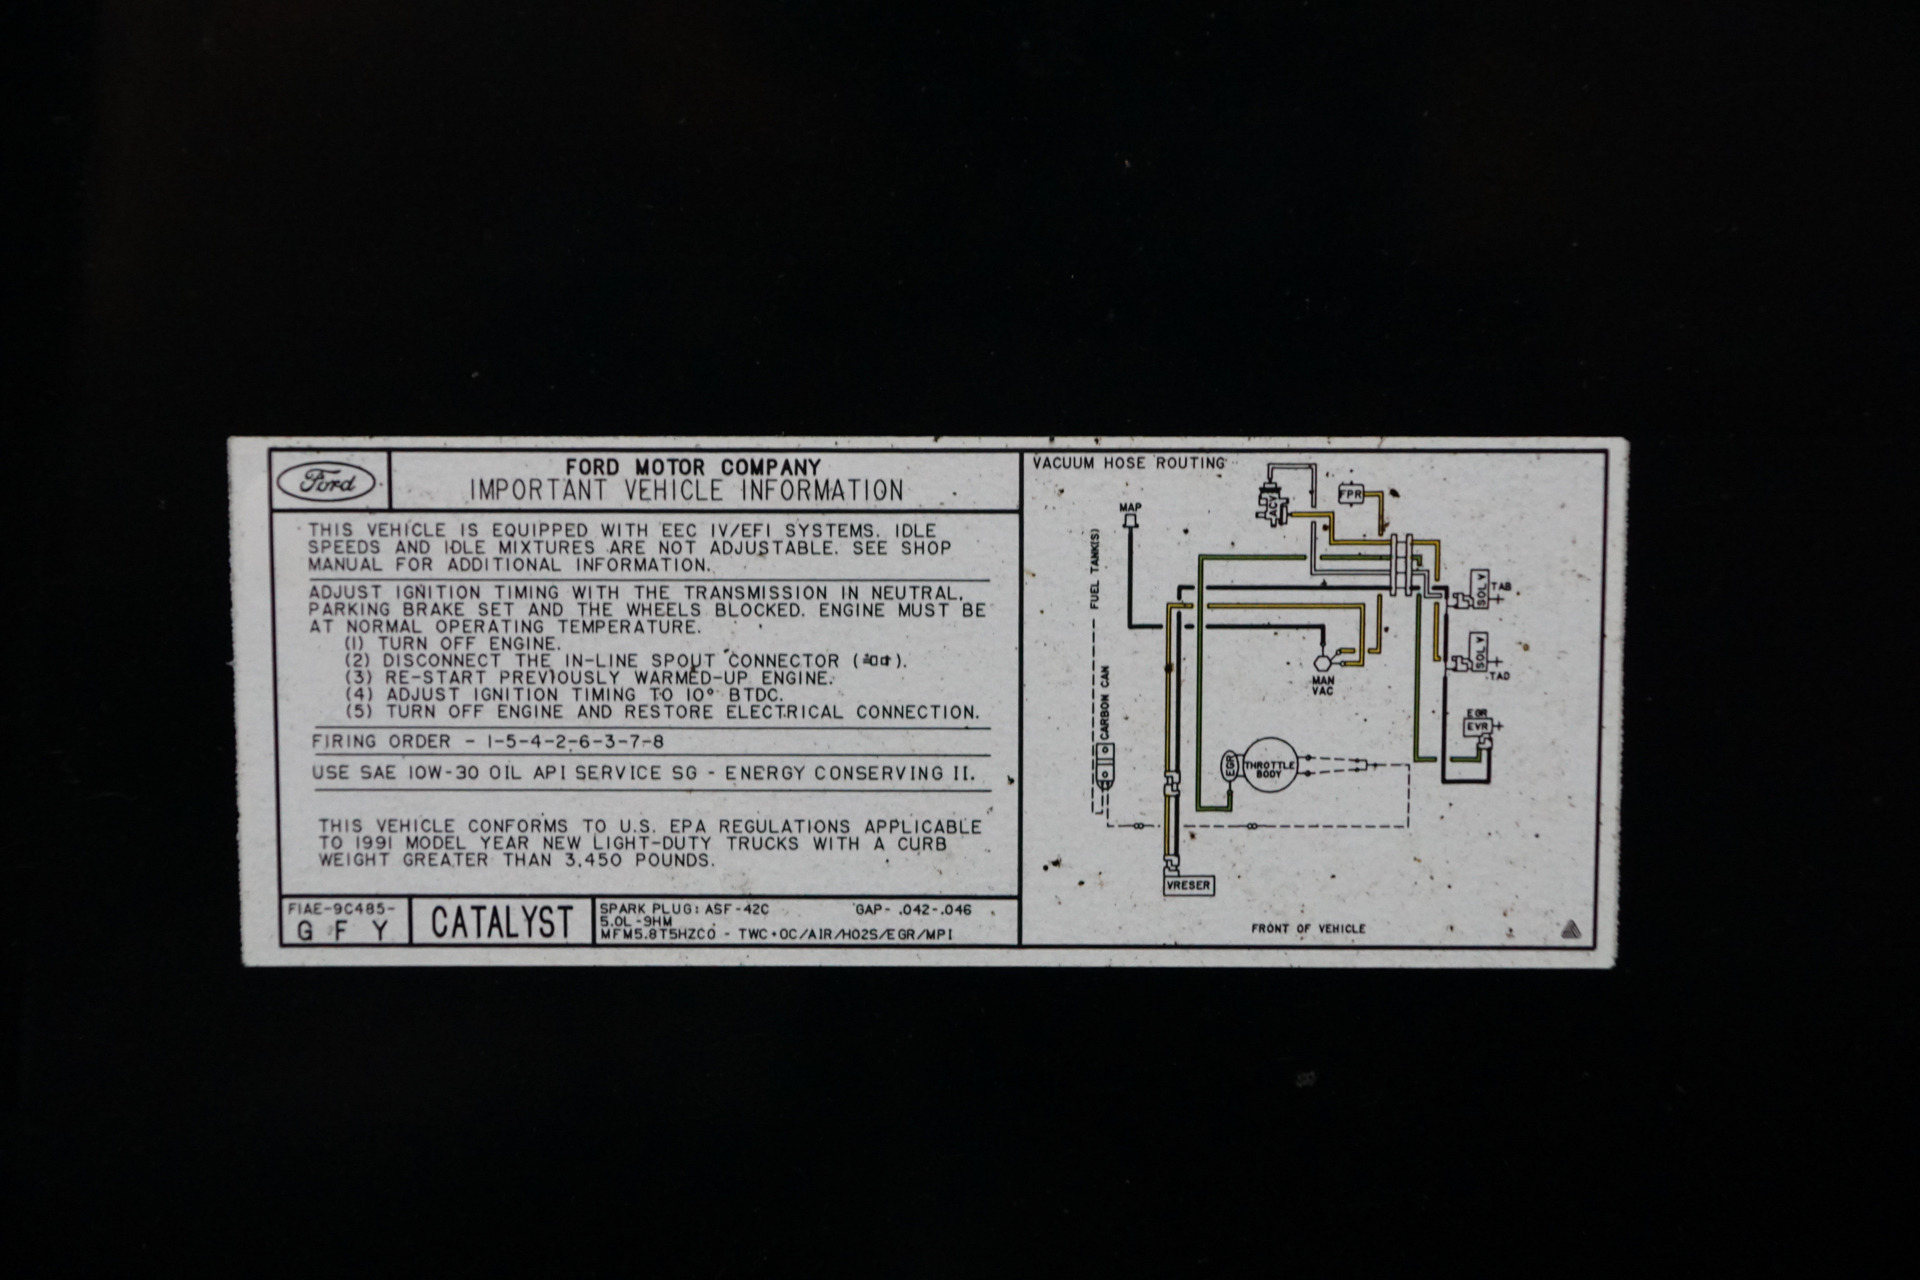 Ford
FORD MOTOR COMPANY
IMPORTANT VEHICLE INFORMATION
THIS VEHICLE IS EQUIPPED WITH EEC IV/EFI SYSTEMS. IDLE
SPEEDS AND IDLE MIXTURES ARE NOT ADJUSTABLE. SEE SHOP
MANUAL FOR ADDITIONAL INFORMATION.
ADJUST IGNITION TIMING WITH THE TRANSMISSION IN NEUTRAL,
PARKING BRAKE SET AND THE WHEELS BLOCKED. ENGINE MUST BE
AT NORMAL OPERATING TEMPERATURE.
(1) TURN OFF ENGINE.
(2) DISCONNECT THE IN-LINE SPOUT CONNECTOR ( ).
(3) RE-START PREVIOUSLY WARMED-UP ENGINE.
(4) ADJUST IGNITION TIMING TO 10° BTDC.
(5) TURN OFF ENGINE AND RESTORE ELECTRICAL CONNECTION.
FIRING ORDER - 1-5-4-2-6-3-7-8
USE SAE 10W-30 OIL API SERVICE SG - ENERGY CONSERVING II.
THIS VEHICLE CONFORMS TO U.S. EPA REGULATIONS APPLICABLE
TO 1991 MODEL YEAR NEW LIGHT-DUTY TRUCKS WITH A CURB
WEIGHT GREATER THAN 3,450 POUNDS.
F1AE-9C485-
G F Y
CATALYST
SPARK PLUG: ASF-42C GAP- .042-.046
5.0L-9HM
MFM5.8T5HZC0 - TWC+OC/AIR/HO2S/EGR/MPI
VACUUM HOSE ROUTING
ACV
FPR
MAP
FUEL TANK(S)
SOL V
TAB
SOL V
TAD
MAN
VAC
CARBON CAN
EGR
EVR
EGR
THROTTLE
BODY
VRESER
FRONT OF VEHICLE